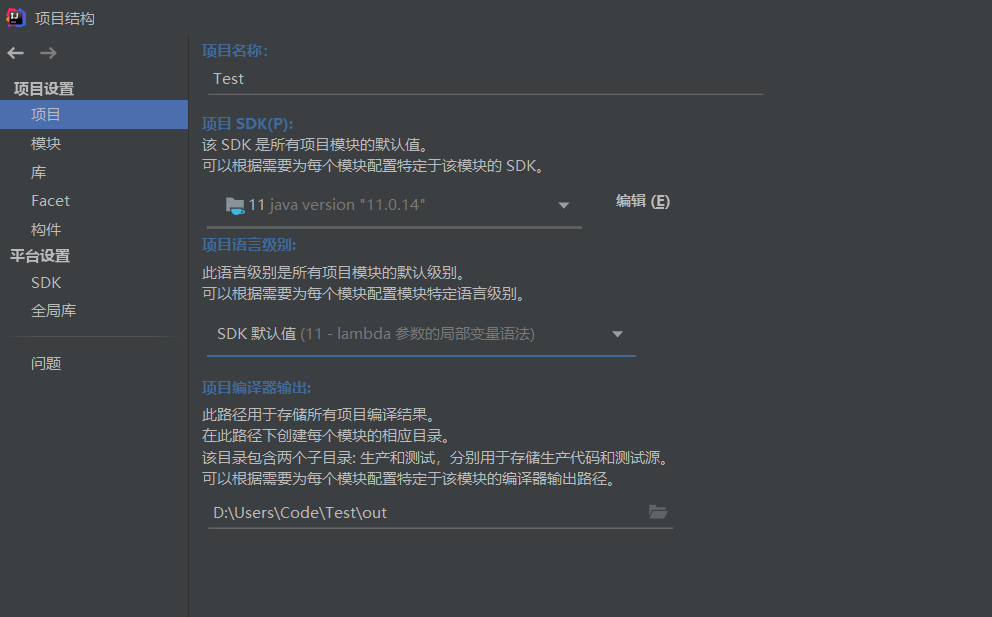 项目结构
项目设置
项目
模块
库
Facet
构件
平台设置
SDK
全局库
问题
项目名称:
Test
项目 SDK(P):
该 SDK 是所有项目模块的默认值。
可以根据需要为每个模块配置特定于该模块的 SDK。
11 java version "11.0.14"
编辑 (E)
项目语言级别:
此语言级别是所有项目模块的默认级别。
可以根据需要为每个模块配置模块特定语言级别。
SDK 默认值 (11 - lambda 参数的局部变量语法)
项目编译器输出:
此路径用于存储所有项目编译结果。
在此路径下创建每个模块的相应目录。
该目录包含两个子目录: 生产和测试，分别用于存储生产代码和测试源。
可以根据需要为每个模块配置特定于该模块的编译器输出路径。
D:\Users\Code\Test\out